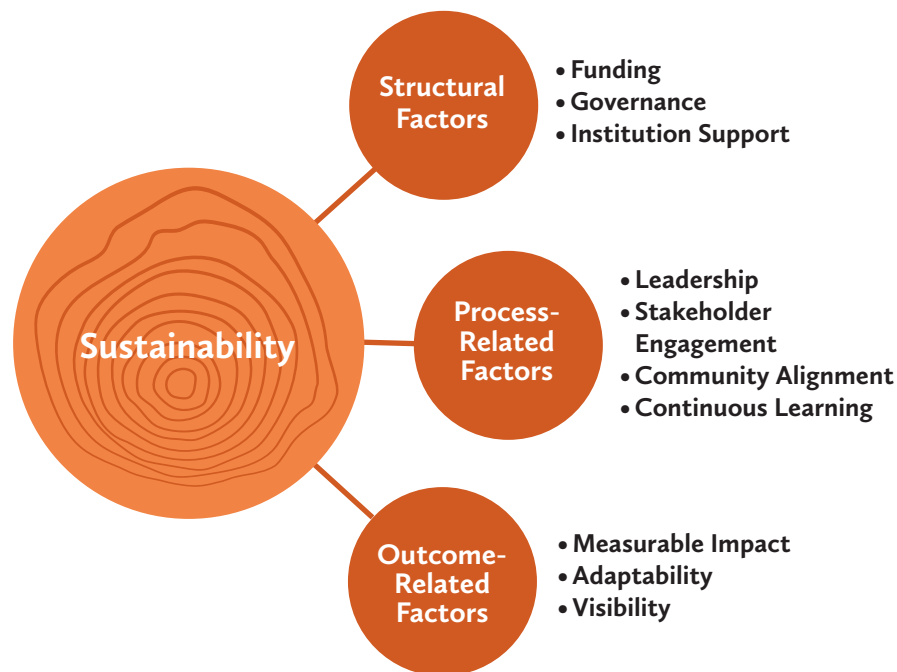 Sustainability
Structural
Factors
• Funding
• Governance
• Institution Support
Process-
Related
Factors
• Leadership
• Stakeholder
Engagement
• Community Alignment
• Continuous Learning
Outcome-
Related
Factors
• Measurable Impact
• Adaptability
• Visibility